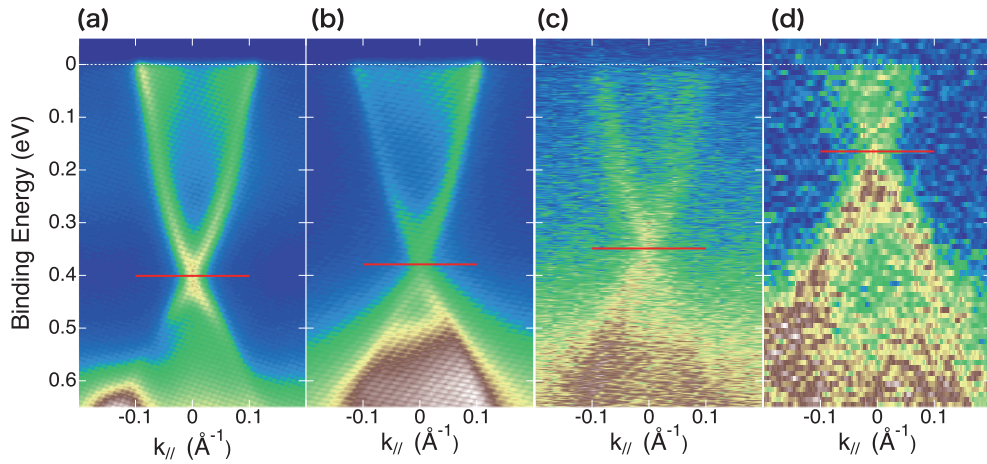 (a) (b) (c) (d)
Binding Energy (eV)
0
0.1
0.2
0.3
0.4
0.5
0.6
-0.1 0 0.1 -0.1 0 0.1 -0.1 0 0.1 -0.1 0 0.1
k// (Å-1) k// (Å-1) k// (Å-1) k// (Å-1)